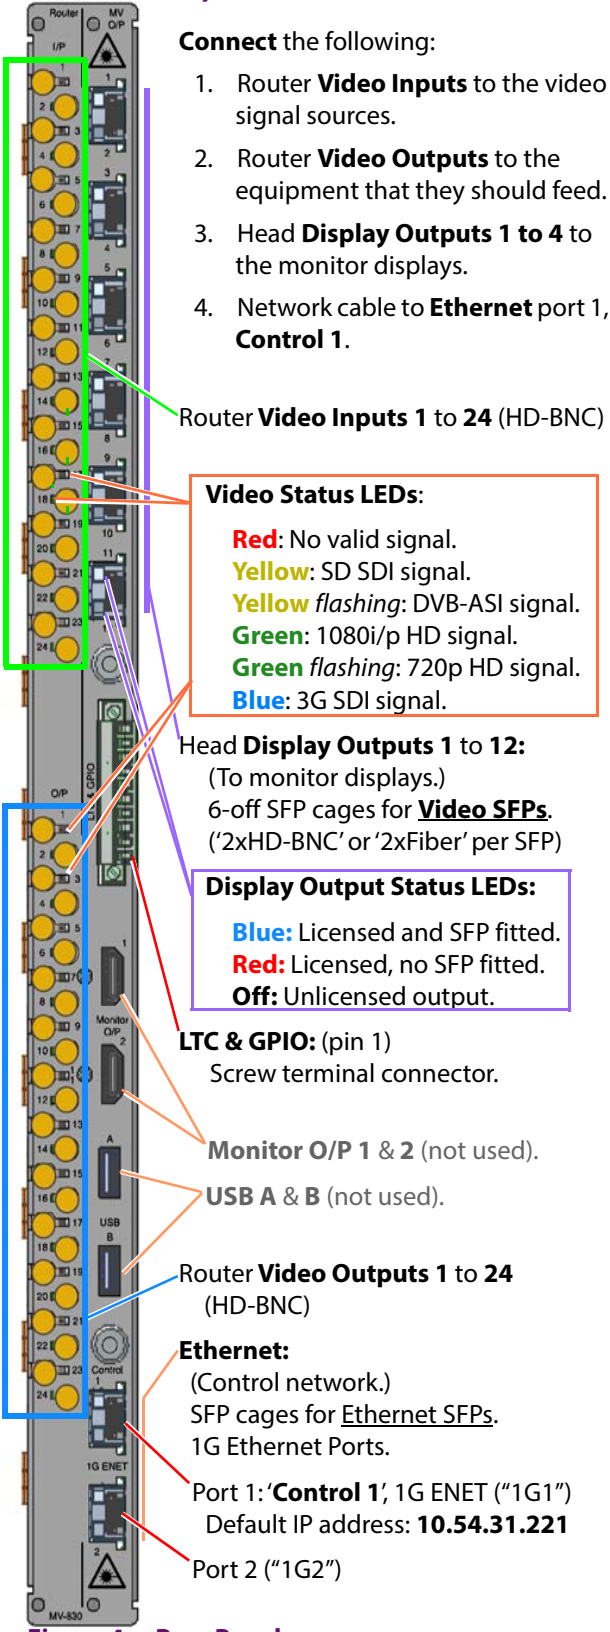 Router
MV
O/P
I/P
Connect the following:
1. Router Video Inputs to the video
signal sources.
2. Router Video Outputs to the
equipment that they should feed.
3. Head Display Outputs 1 to 4 to
the monitor displays.
4. Network cable to Ethernet port 1,
Control 1.
Router Video Inputs 1 to 24 (HD-BNC)
Video Status LEDs:
Red: No valid signal.
Yellow: SD SDI signal.
Yellow flashing: DVB-ASI signal.
Green: 1080i/p HD signal.
Green flashing: 720p HD signal.
Blue: 3G SDI signal.
Head Display Outputs 1 to 12:
(To monitor displays.)
6-off SFP cages for Video SFPs.
('2xHD-BNC' or '2xFiber' per SFP)
Display Output Status LEDs:
Blue: Licensed and SFP fitted.
Red: Licensed, no SFP fitted.
Off: Unlicensed output.
LTC & GPIO: (pin 1)
Screw terminal connector.
Monitor O/P 1 & 2 (not used).
USB A & B (not used).
Router Video Outputs 1 to 24
(HD-BNC)
Ethernet:
(Control network.)
SFP cages for Ethernet SFPs.
1G Ethernet Ports.
Port 1: 'Control 1', 1G ENET ("1G1")
Default IP address: 10.54.31.221
Port 2 ("1G2")
O/P
Monitor
O/P
A
USB
B
Control
1
1G ENET
2
MV-830